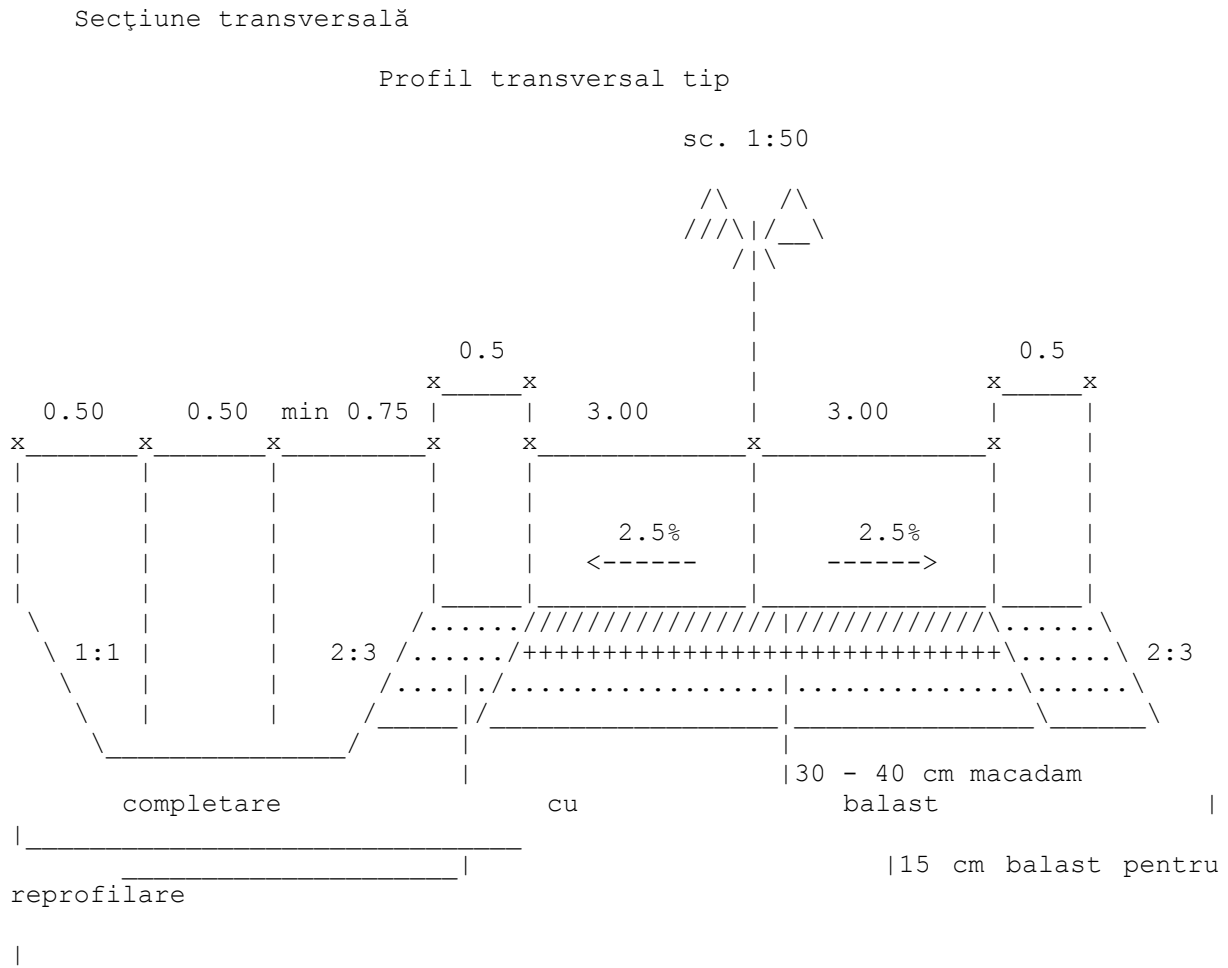 Secţiune transversală
Profil transversal tip
sc. 1:50
0.5 0.5
0.50 0.50 min 0.75 3.00 3.00
2.5% 2.5%
1:1 2:3 2:3
30 - 40 cm macadam
completare cu balast
15 cm balast pentru
reprofilare